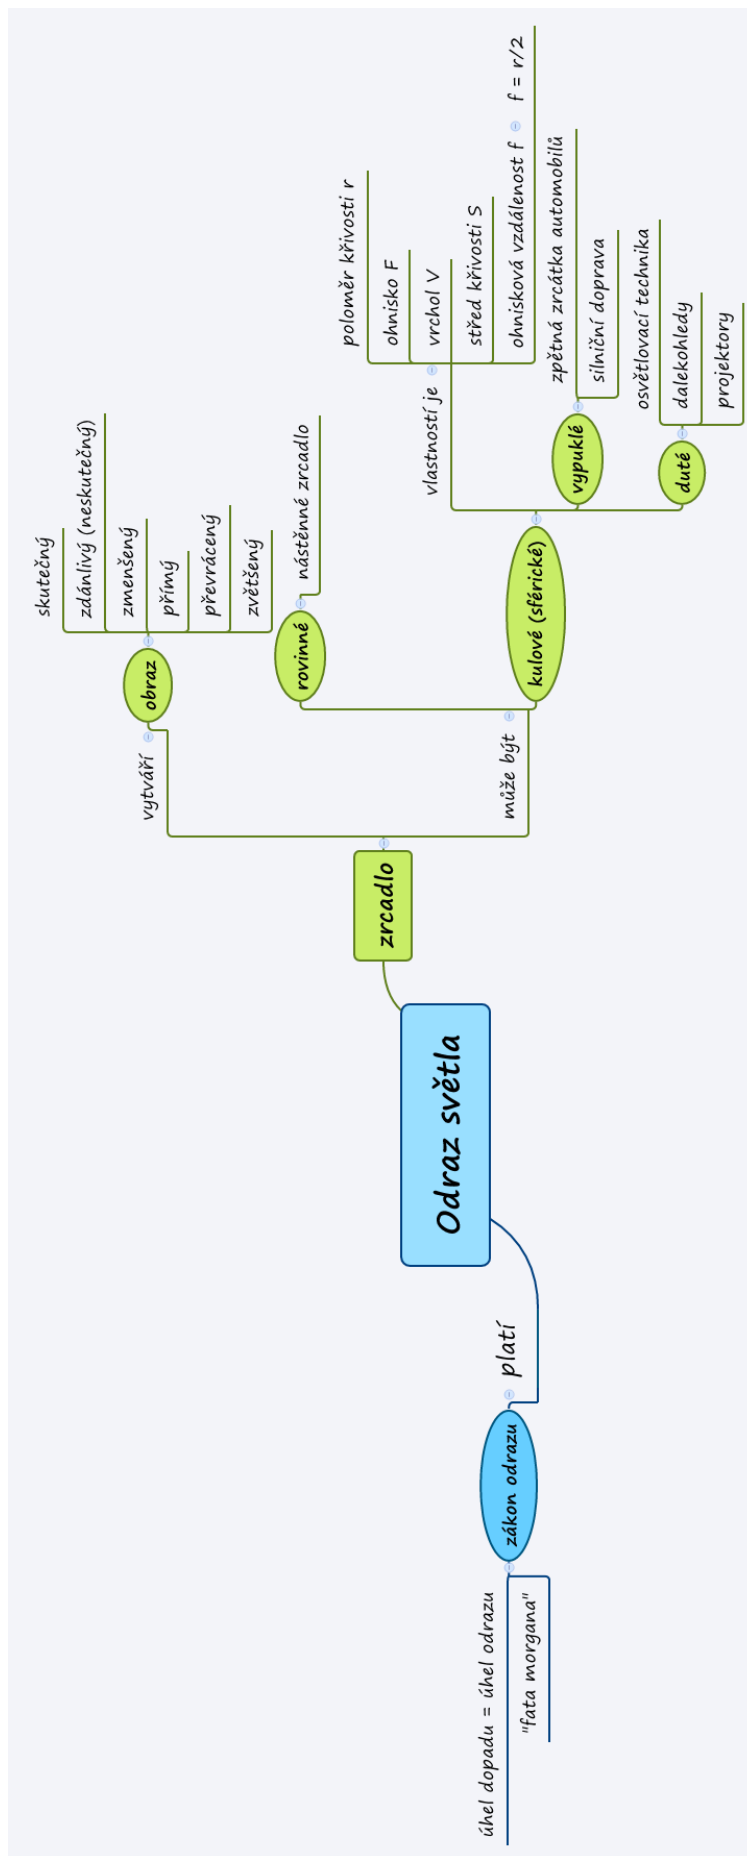 Odraz světla
zrcadlo
vytváří
obraz
skutečný
zdánlivý (neskutečný)
zmenšený
přímý
převrácený
zvětšený
může být
rovinné
nástěnné zrcadlo
kulové (sférické)
vlastností je
poloměr křivosti r
ohnisko F
vrchol V
střed křivosti S
ohnisková vzdálenost f
f = r/2
vypuklé
zpětná zrcátka automobilů
silniční doprava
duté
osvětlovací technika
dalekohledy
projektory
platí
zákon odrazu
úhel dopadu = úhel odrazu
"fata morgana"